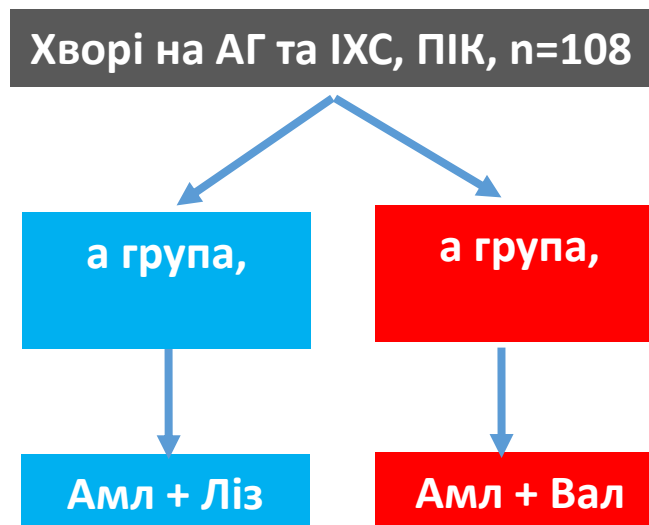 Хворі на АГ та ІХС, ПІК, n=108
а група,
а група,
Амл + Ліз
Амл + Вал